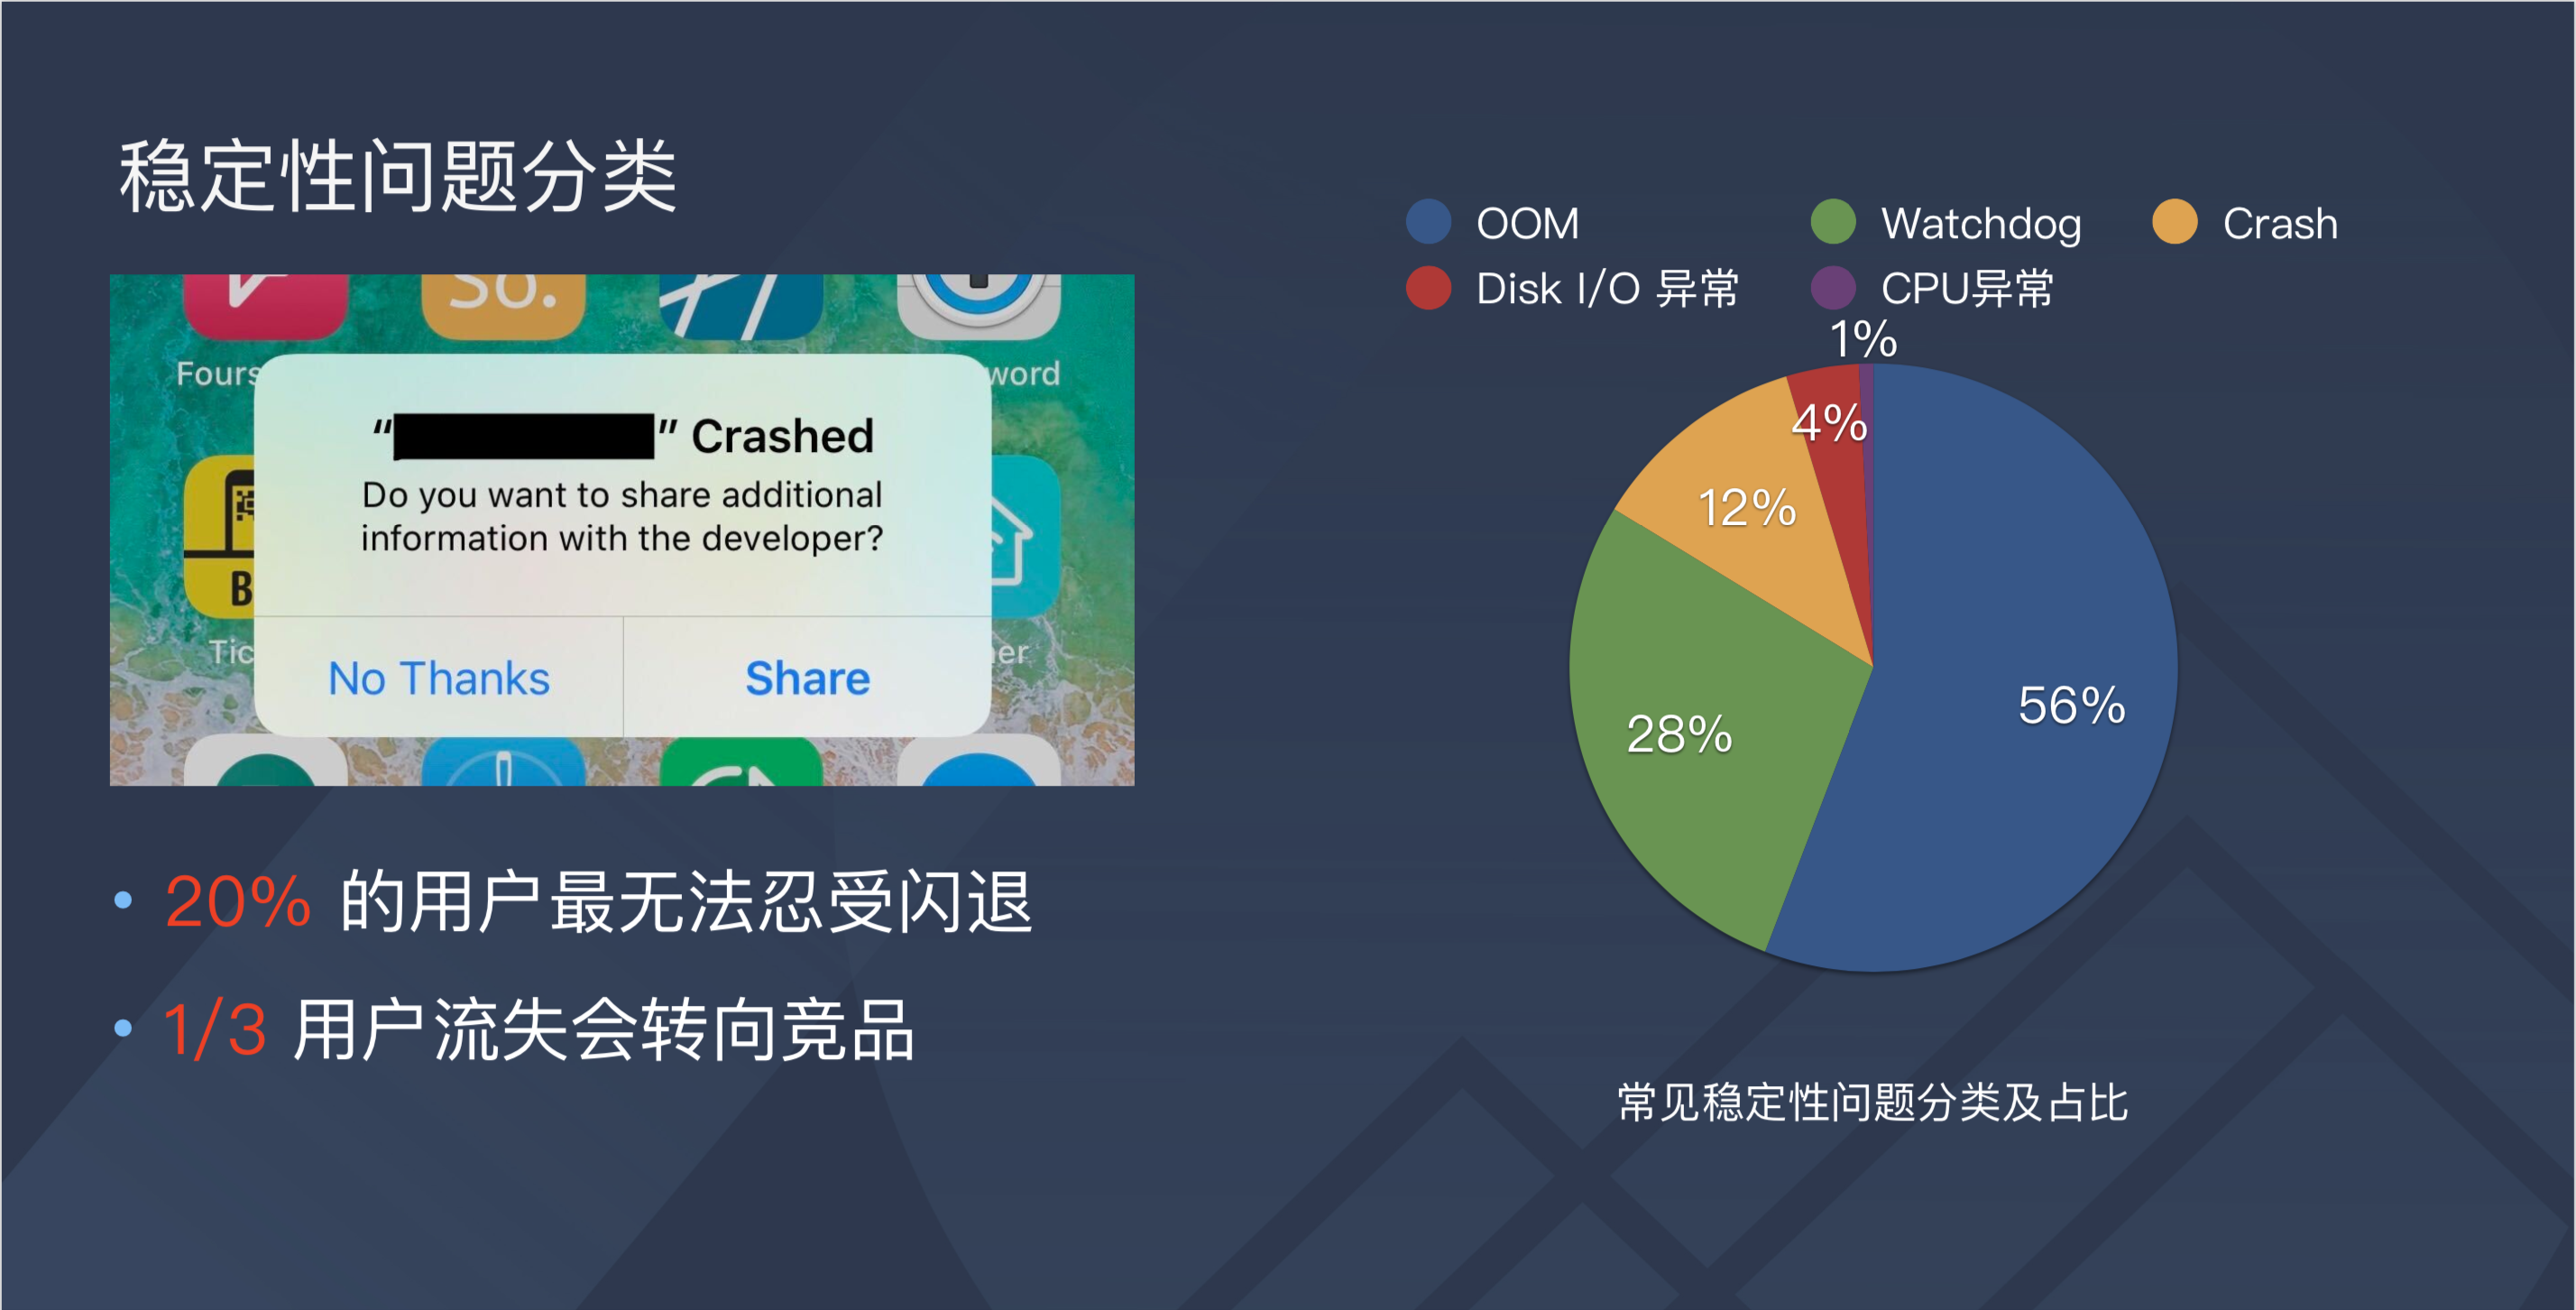 稳定性问题分类
So.
Fours
word
B
Tic
er
“
” Crashed
Do you want to share additional
information with the developer?
No Thanks
Share
• 20% 的用户最无法忍受闪退
• 1/3 用户流失会转向竞品
OOM
Watchdog
Crash
Disk I/O 异常
CPU异常
1%
4%
12%
28%
56%
常见稳定性问题分类及占比